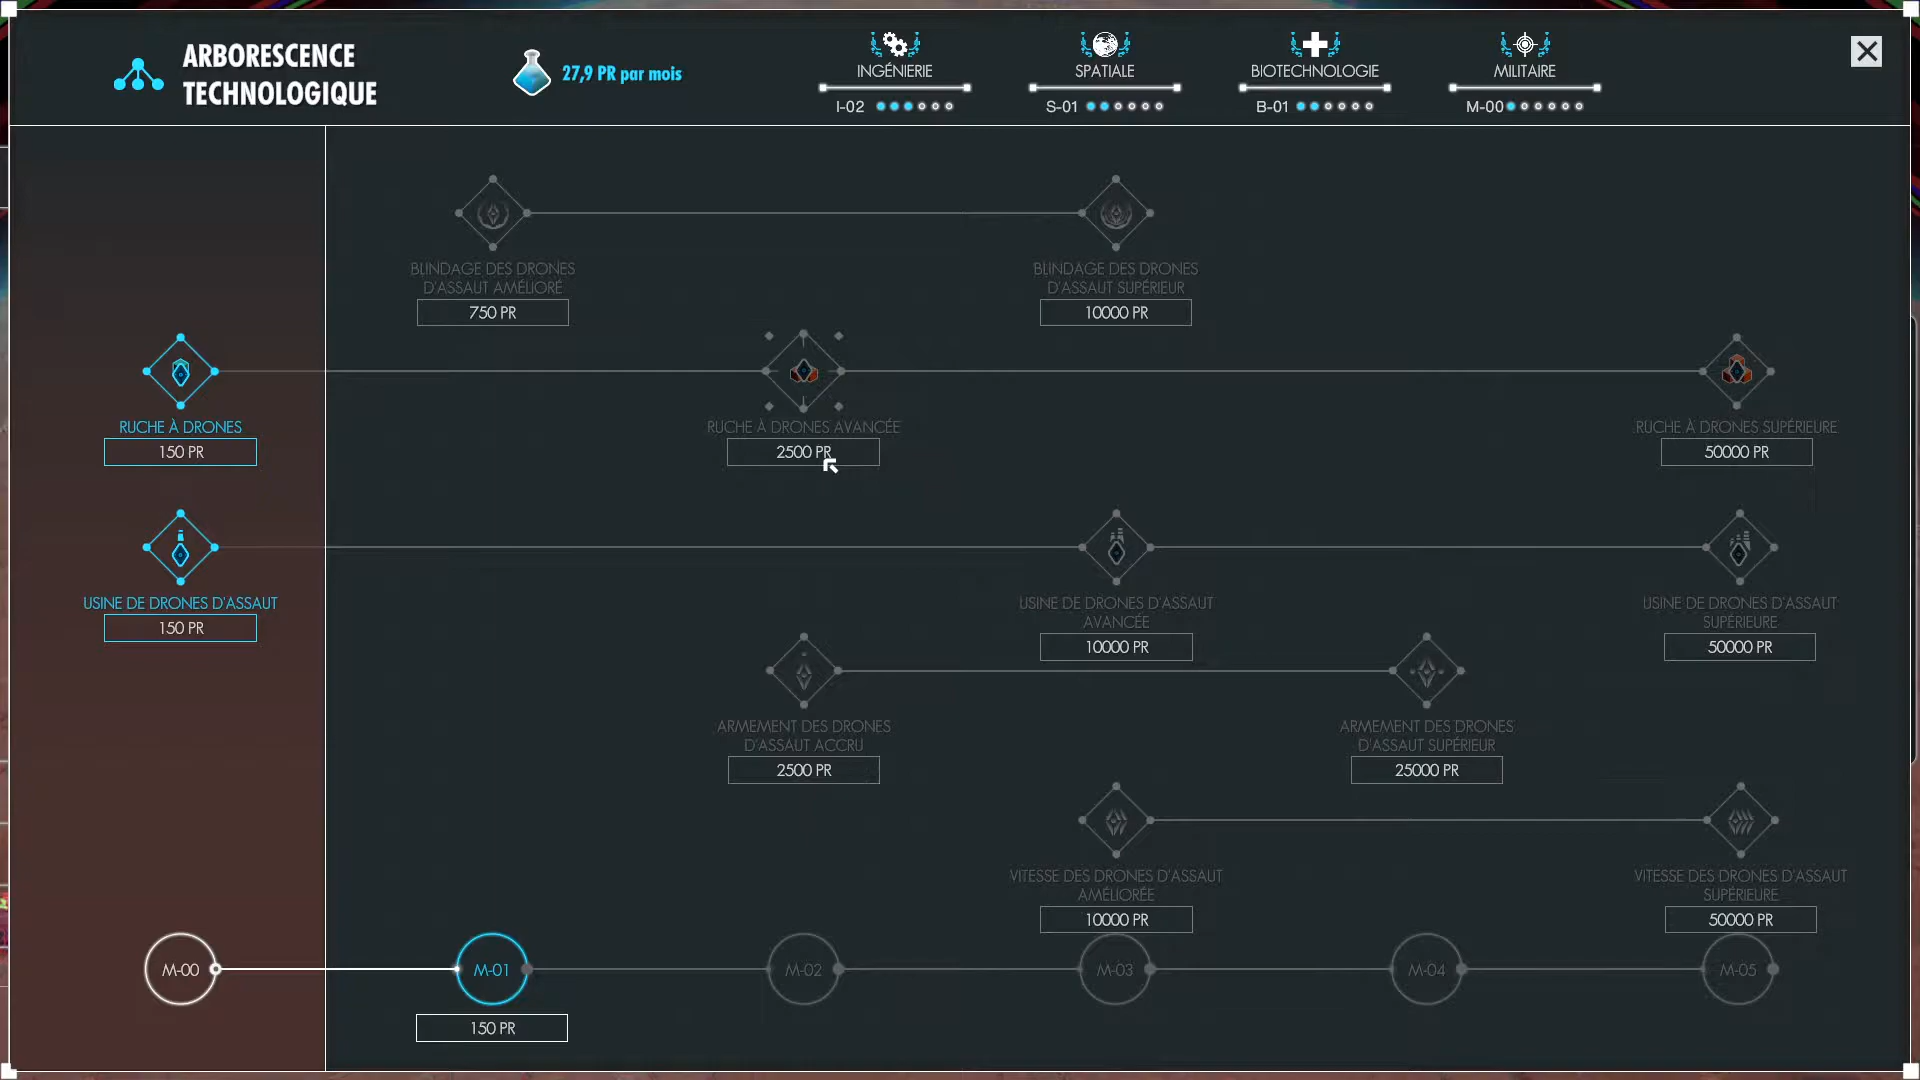 ARBORESCENCE
TECHNOLOGIQUE
27,9 PR par mois
INGÉNIERIE
I-02
SPATIALE
S-01
BIOTECHNOLOGIE
B-01
MILITAIRE
M-00
BLINDAGE DES DRONES
D'ASSAUT AMÉLIORÉ
750 PR
BLINDAGE DES DRONES
D'ASSAUT SUPÉRIEUR
10000 PR
RUCHE À DRONES
150 PR
RUCHE À DRONES AVANCÉE
2500 PR
RUCHE À DRONES SUPÉRIEURE
50000 PR
USINE DE DRONES D'ASSAUT
150 PR
USINE DE DRONES D'ASSAUT
AVANCÉE
10000 PR
USINE DE DRONES D'ASSAUT
SUPÉRIEURE
50000 PR
ARMEMENT DES DRONES
D'ASSAUT ACCRU
2500 PR
ARMEMENT DES DRONES
D'ASSAUT SUPÉRIEUR
25000 PR
VITESSE DES DRONES D'ASSAUT
AMÉLIORÉE
10000 PR
VITESSE DES DRONES D'ASSAUT
SUPÉRIEURE
50000 PR
M-00
M-01
M-02
M-03
M-04
M-05
150 PR